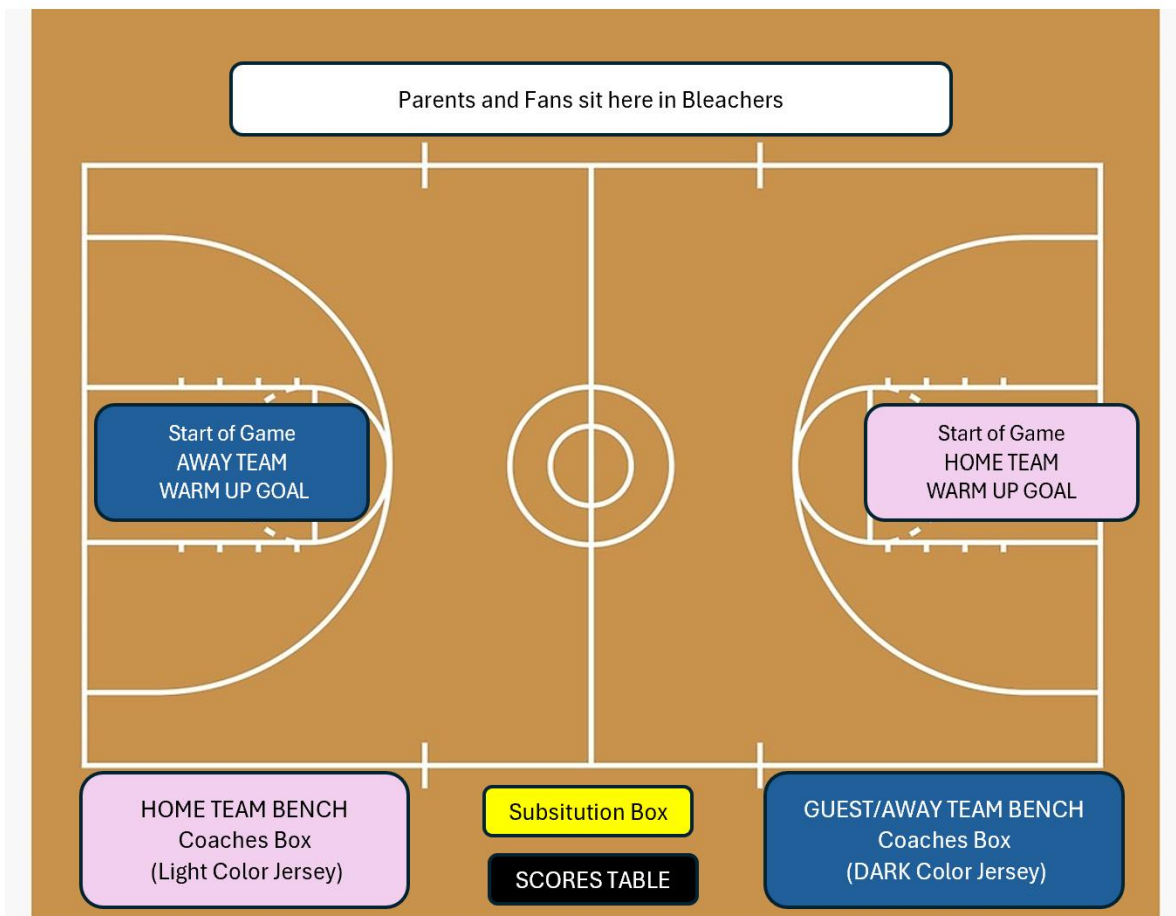 Parents and Fans sit here in Bleachers
Start of Game
AWAY TEAM
WARM UP GOAL
Start of Game
HOME TEAM
WARM UP GOAL
HOME TEAM BENCH
Coaches Box
(Light Color Jersey)
Subsitution Box
SCORES TABLE
GUEST/AWAY TEAM BENCH
Coaches Box
(DARK Color Jersey)